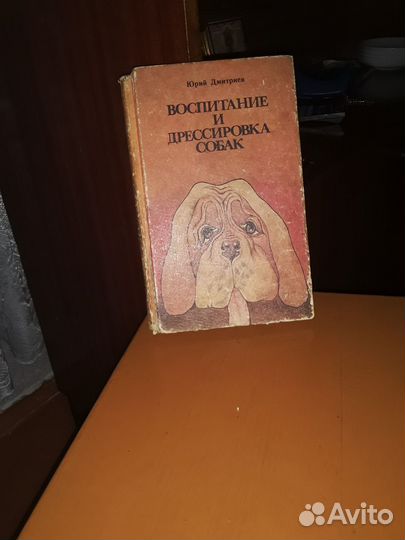 Юрий Дмитриев
ВОСПИТАНИЕ
И
ДРЕССИРОВКА
СОБАК
Avito